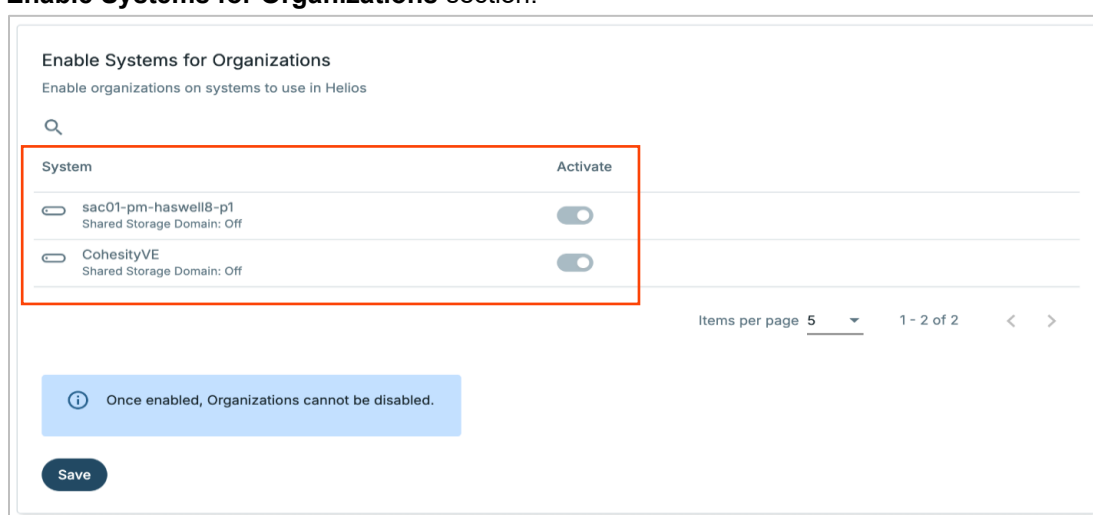 Enable Systems for Organizations section.
Enable Systems for Organizations
Enable organizations on systems to use in Helios
System Activate
sac01-pm-haswell8-p1
Shared Storage Domain: Off
CohesityVE
Shared Storage Domain: Off
Items per page 5 1 - 2 of 2
Once enabled, Organizations cannot be disabled.
Save